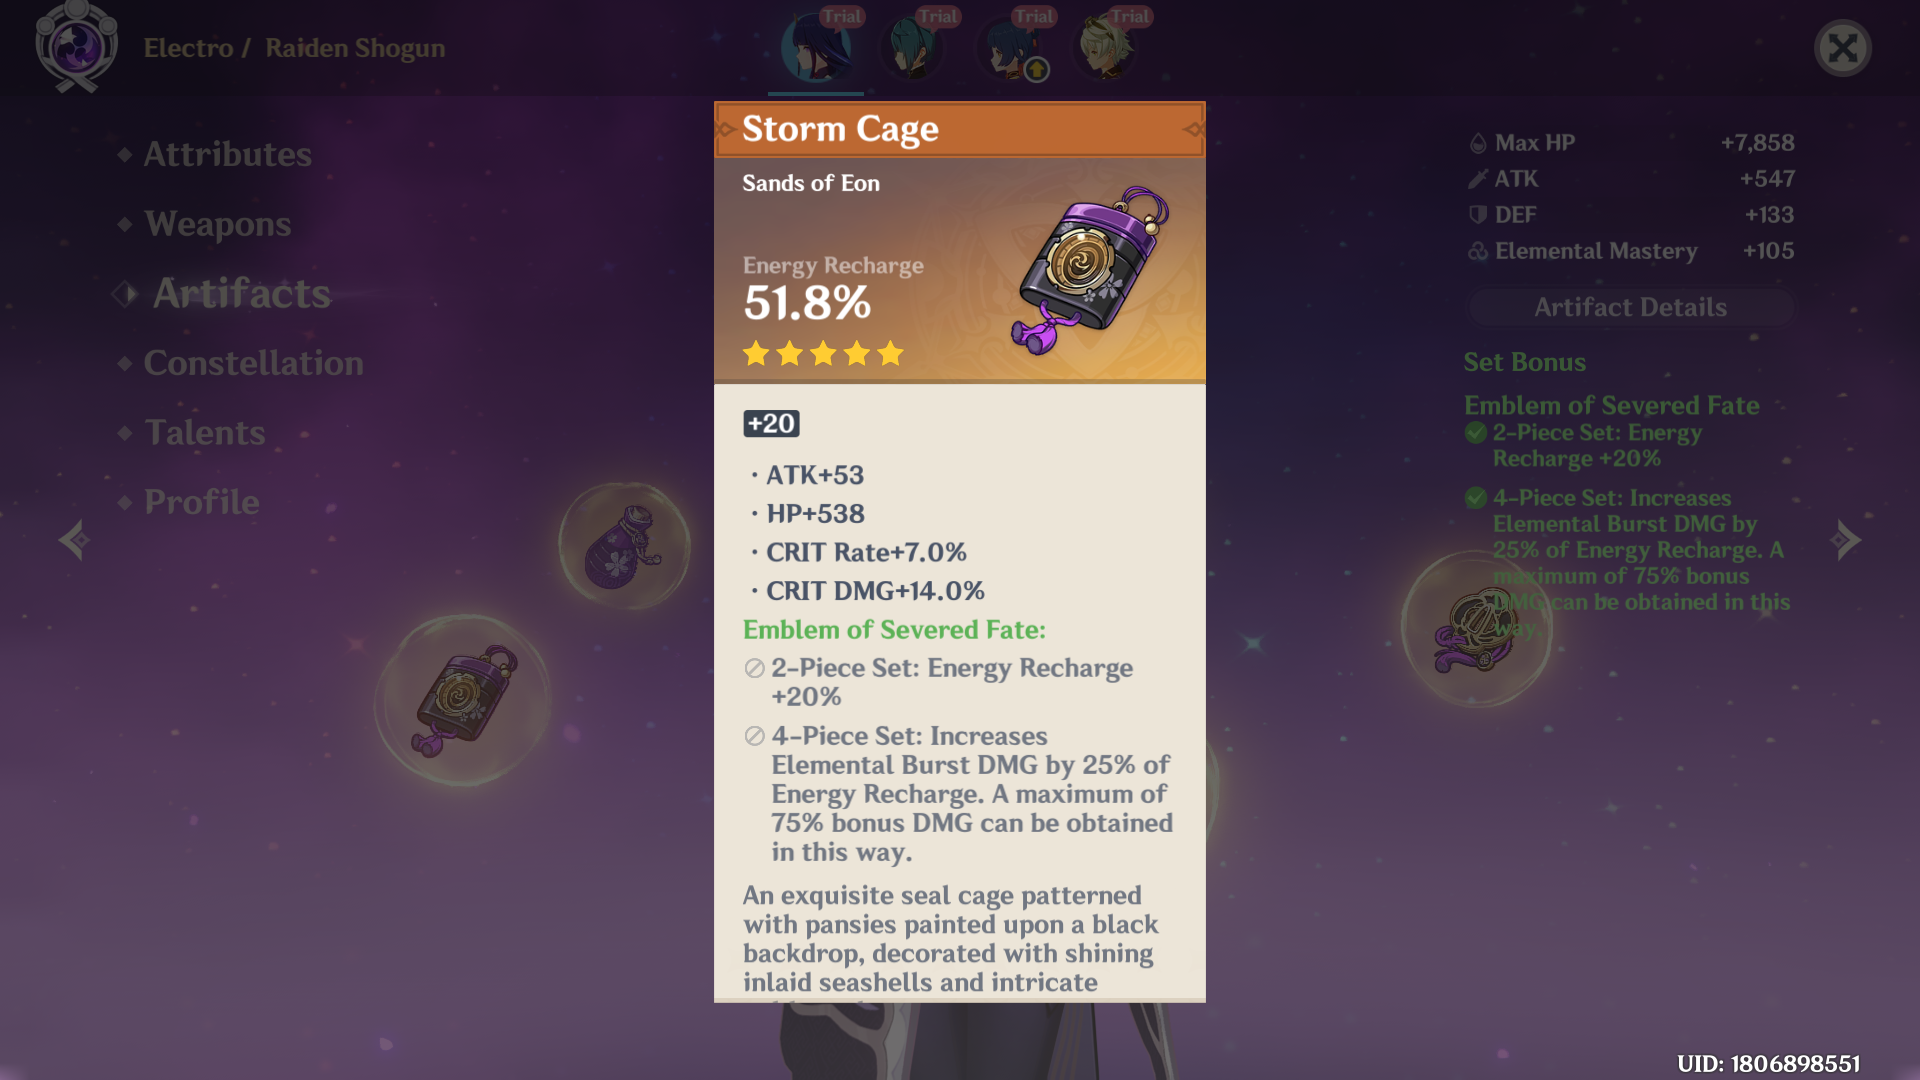 Electro / Raiden Shogun
Trial
Trial
Trial
Trial
Attributes
Weapons
Artifacts
Constellation
Talents
Profile
Storm Cage
Sands of Eon
Energy Recharge
51.8%
+20
· ATK+53
· HP+538
· CRIT Rate+7.0%
· CRIT DMG+14.0%
Emblem of Severed Fate:
2-Piece Set: Energy Recharge
+20%
4-Piece Set: Increases
Elemental Burst DMG by 25% of
Energy Recharge. A maximum of
75% bonus DMG can be obtained
in this way.
An exquisite seal cage patterned
with pansies painted upon a black
backdrop, decorated with shining
inlaid seashells and intricate
Max HP +7,858
ATK +547
DEF +133
Elemental Mastery +105
Artifact Details
Set Bonus
Emblem of Severed Fate
2-Piece Set: Energy
Recharge +20%
4-Piece Set: Increases
Elemental Burst DMG by
25% of Energy Recharge. A
maximum of 75% bonus
DMG can be obtained in this
way.
UID: 1806898551